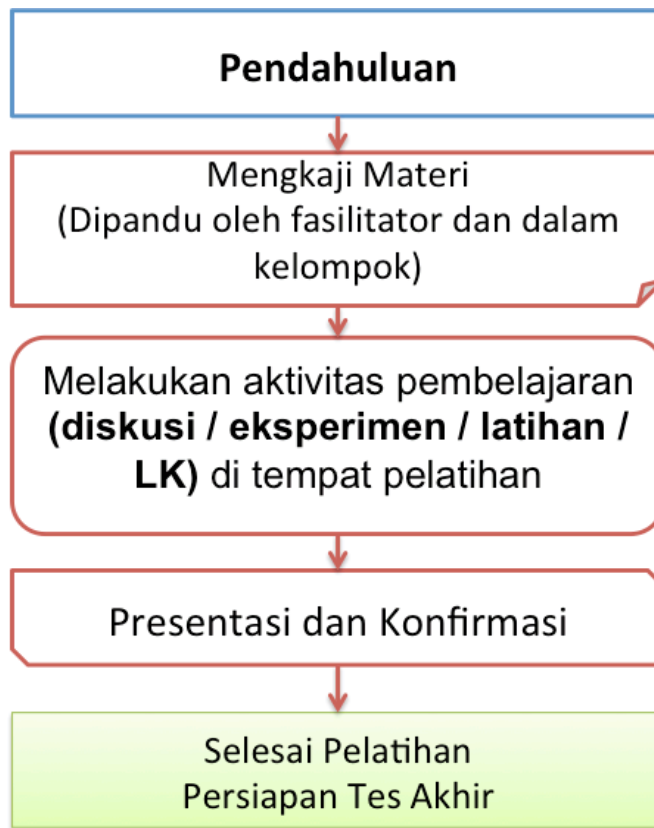 Pendahuluan
Mengkaji Materi
(Dipandu oleh fasilitator dan dalam
kelompok)
Melakukan aktivitas pembelajaran
(diskusi / eksperimen / latihan /
LK) di tempat pelatihan
Presentasi dan Konfirmasi
Selesai Pelatihan
Persiapan Tes Akhir